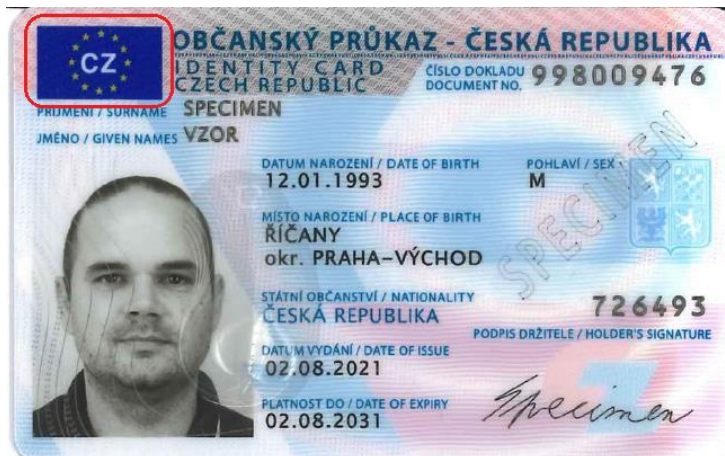 CZ
OBČANSKÝ PRŮKAZ - ČESKÁ REPUBLIKA
IDENTITY CARD
CZECH REPUBLIC
ČÍSLO DOKLADU
DOCUMENT NO.
998009476
PŘÍJMENÍ / SURNAME SPECIMEN
JMÉNO / GIVEN NAMES VZOR
DATUM NAROZENÍ / DATE OF BIRTH
12.01.1993
POHLAVÍ / SEX
M
MÍSTO NAROZENÍ / PLACE OF BIRTH
ŘÍČANY
okr. PRAHA–VÝCHOD
SPECIMEN
STÁTNÍ OBČANSTVÍ / NATIONALITY
ČESKÁ REPUBLIKA
726493
PODPIS DRŽITELE / HOLDER'S SIGNATURE
DATUM VYDÁNÍ / DATE OF ISSUE
02.08.2021
PLATNOST DO / DATE OF EXPIRY
02.08.2031
Specimen